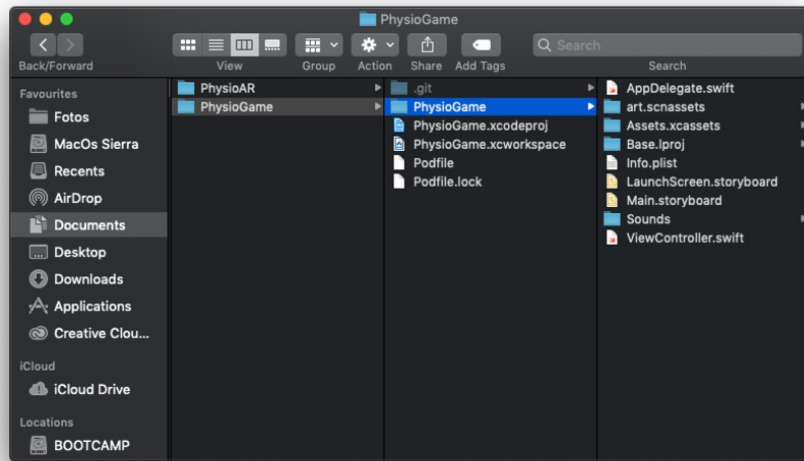 PhysioGame
Back/Forward
View
Group
Action
Share
Add Tags
Search
Search
Favourites
Fotos
MacOs Sierra
Recents
AirDrop
Documents
Desktop
Downloads
Applications
Creative Clou...
iCloud
iCloud Drive
Locations
BOOTCAMP
PhysioAR
PhysioGame
.git
PhysioGame
PhysioGame.xcodeproj
PhysioGame.xcworkspace
Podfile
Podfile.lock
AppDelegate.swift
art.scnassets
Assets.xcassets
Base.lproj
Info.plist
LaunchScreen.storyboard
Main.storyboard
Sounds
ViewController.swift